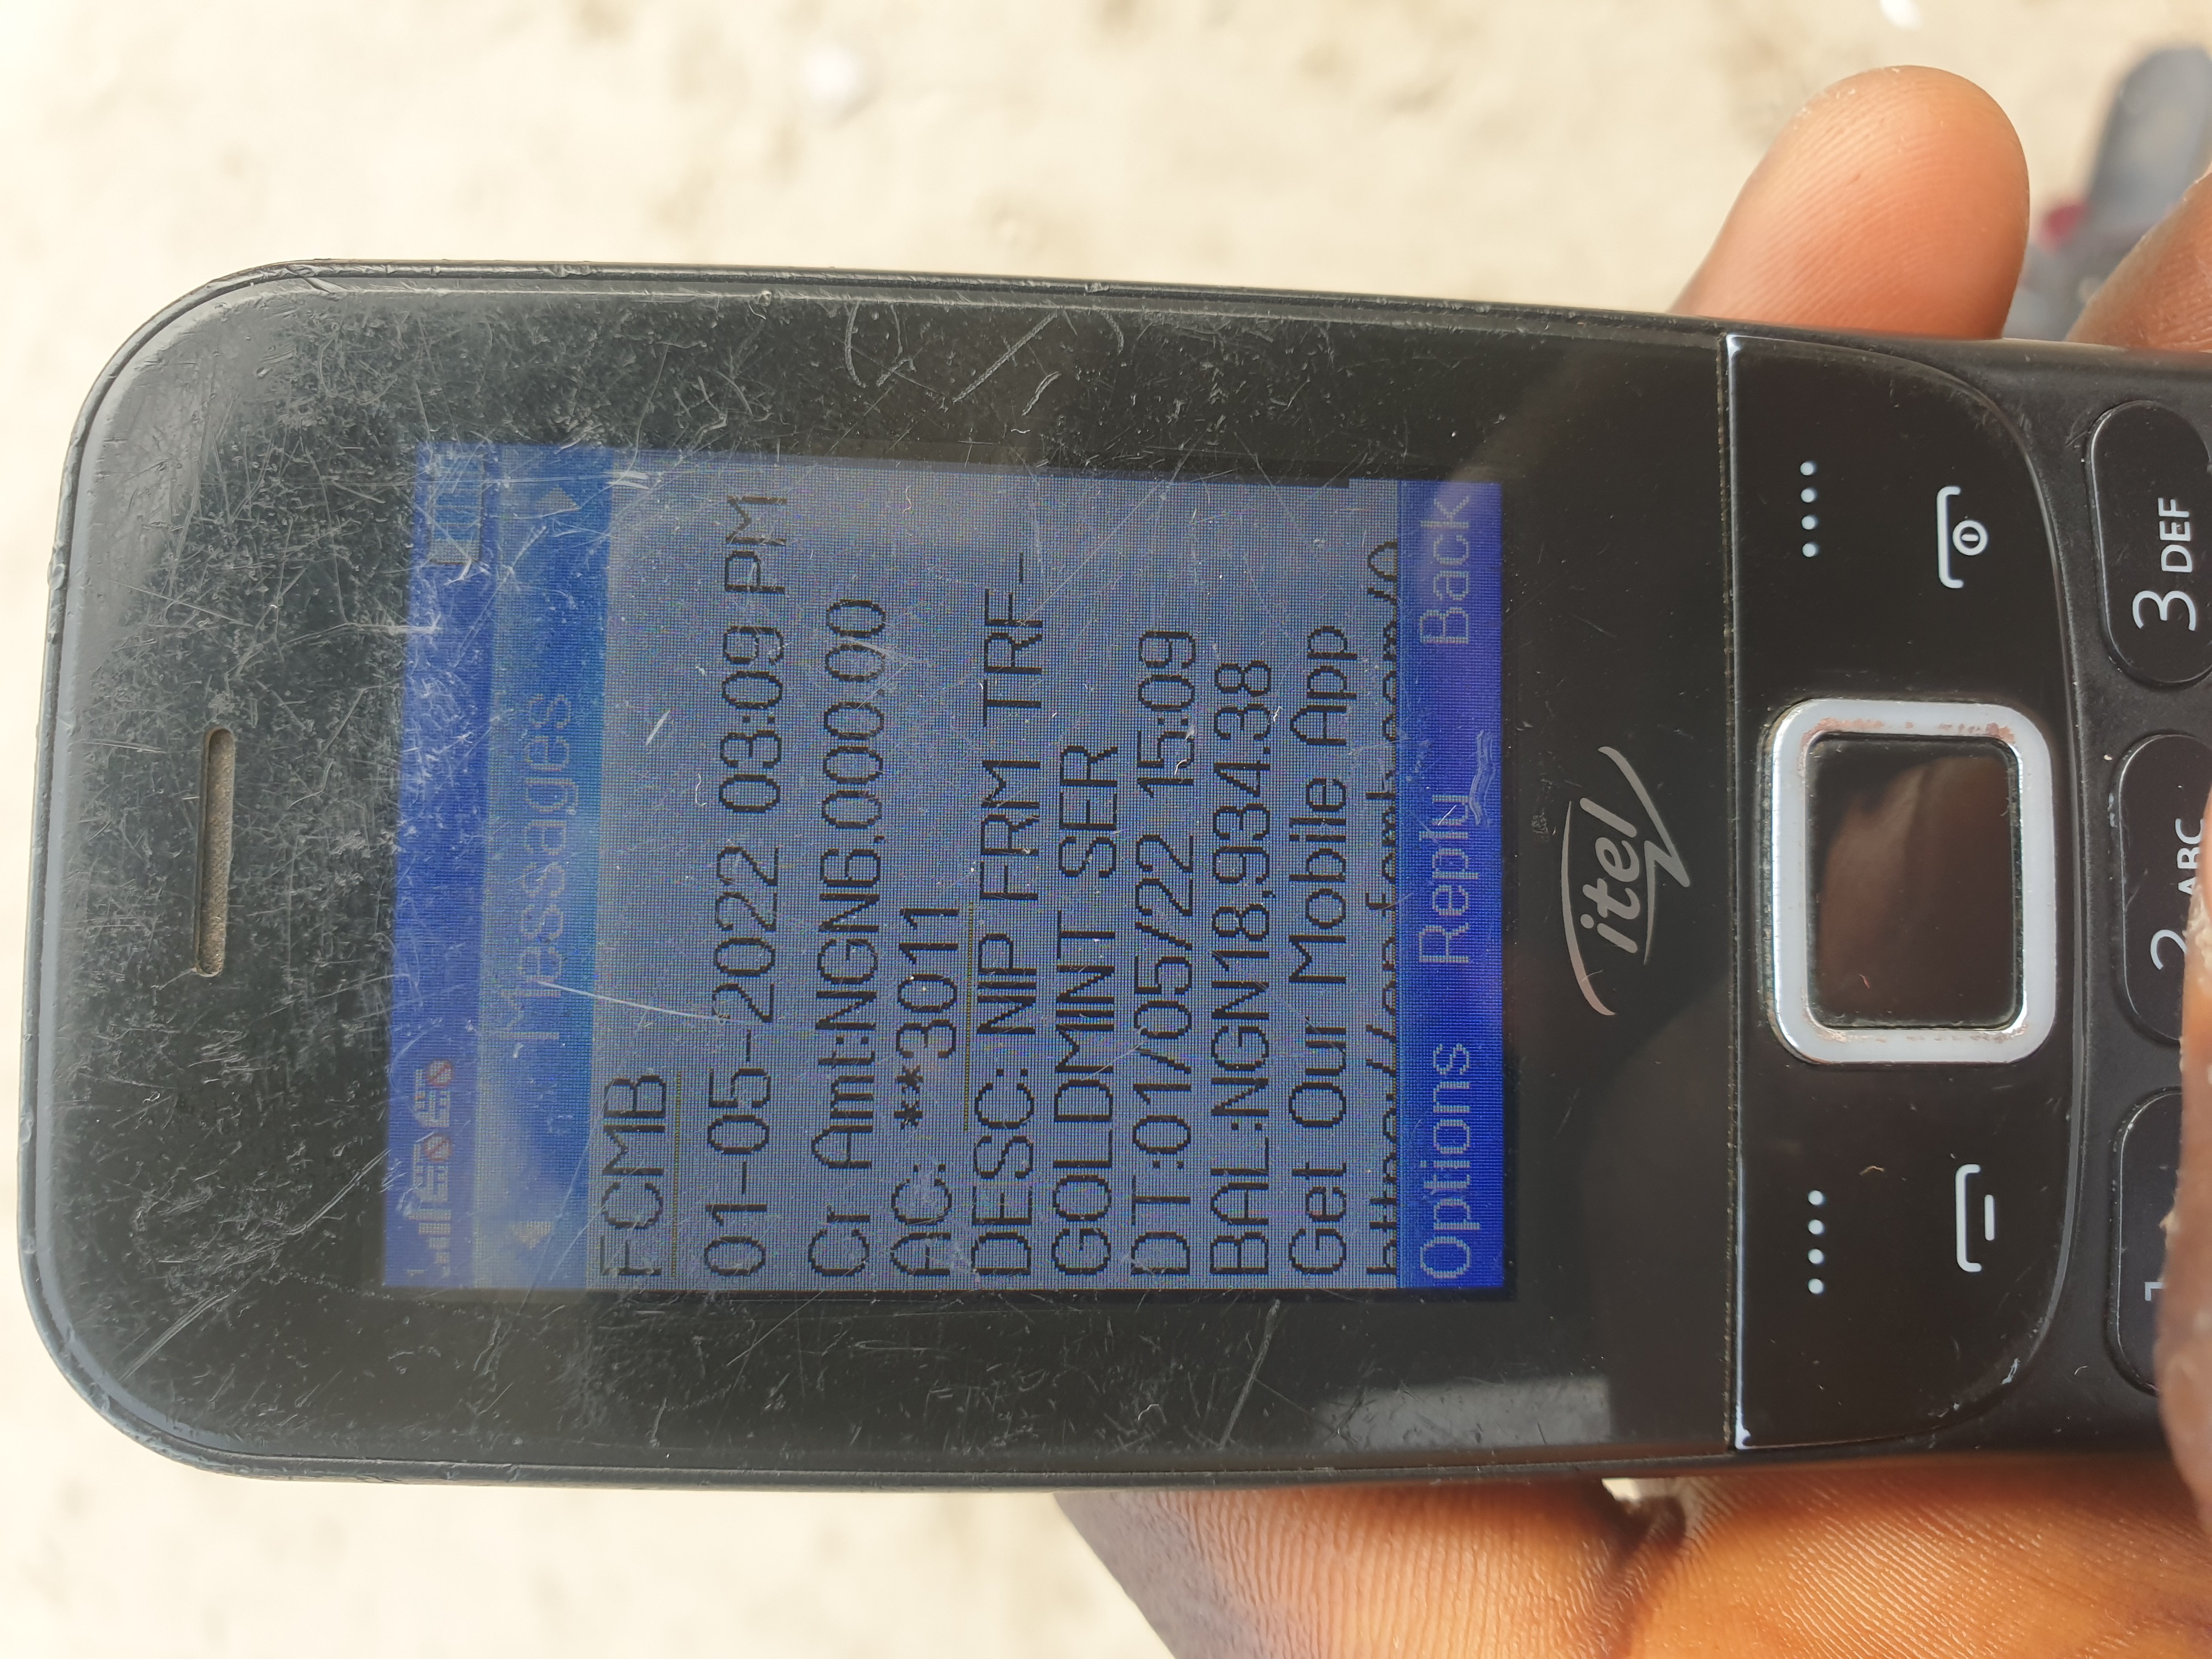 Messages
FCMB
01-05-2022 03:09 PM
Cr Amt:NGN6,000.00
AC: ***3011
DESC: NIP FRM TRF-
GOLDMINT SER
DT:01/05/22 15:09
BAL:NGN18,934.38
Get Our Mobile App
Options Reply Back
itel
1
2 ABC
3 DEF